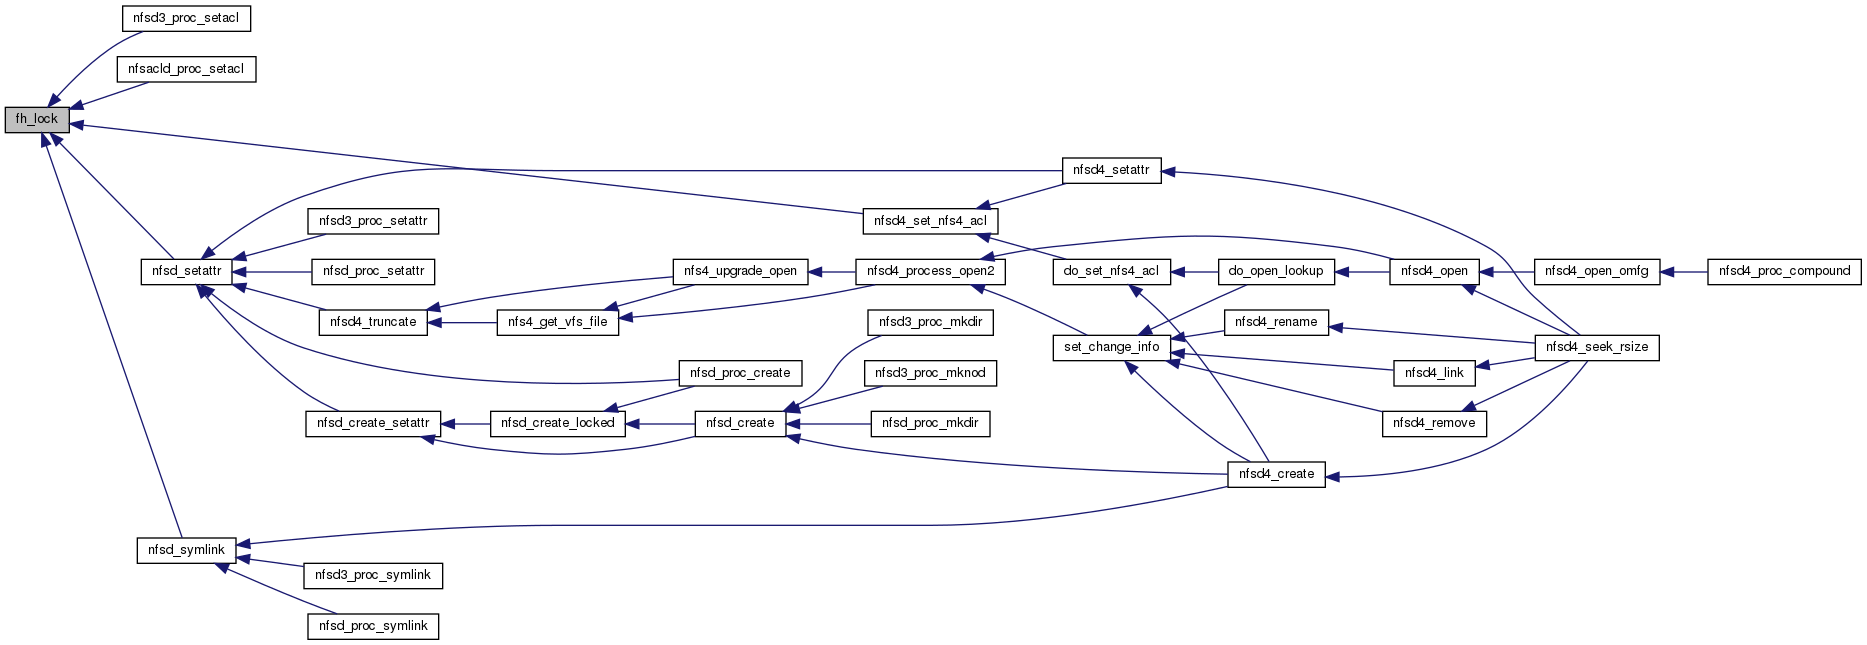 nfsd3_proc_setacl
nfsacld_proc_setacl
fh_lock
nfsd4_setattr
nfsd3_proc_setattr
nfsd4_set_nfs4_acl
nfsd_setattr
nfsd_proc_setattr
nfs4_upgrade_open
nfsd4_process_open2
do_set_nfs4_acl
do_open_lookup
nfsd4_open
nfsd4_open_omfg
nfsd4_proc_compound
nfsd4_truncate
nfs4_get_vfs_file
nfsd3_proc_mkdir
nfsd4_rename
set_change_info
nfsd4_seek_rsize
nfsd_proc_create
nfsd3_proc_mknod
nfsd4_link
nfsd_create_setattr
nfsd_create_locked
nfsd_create
nfsd_proc_mkdir
nfsd4_remove
nfsd4_create
nfsd_symlink
nfsd3_proc_symlink
nfsd_proc_symlink